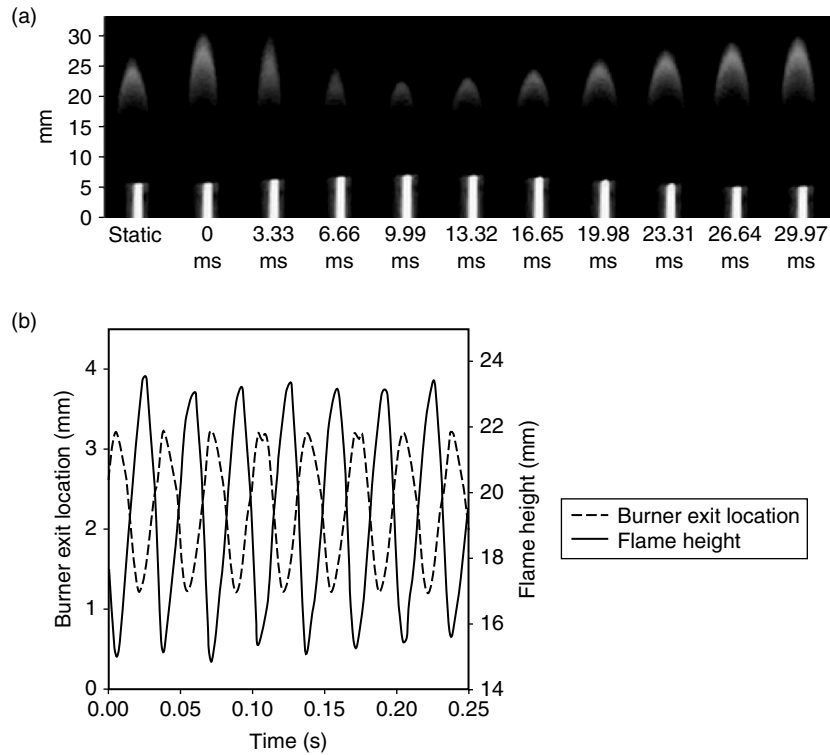 (a)
30
25
20
15
10
5
0
mm
Static 0 3.33 6.66 9.99 13.32 16.65 19.98 23.31 26.64 29.97
ms ms ms ms ms ms ms ms ms ms
(b)
4
3
2
1
0
Burner exit location (mm)
24
22
20
18
16
14
Flame height (mm)
0.00 0.05 0.10 0.15 0.20 0.25
Time (s)
Burner exit location
Flame height